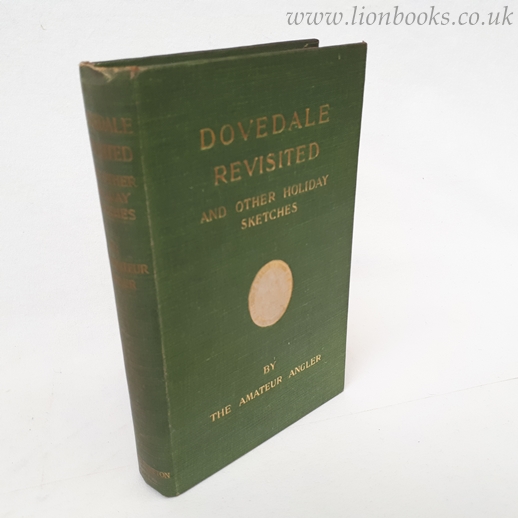 www.lionbooks.co.uk
DOVEDALE
REVISITED
AND OTHER HOLIDAY
SKETCHES
BY
THE AMATEUR ANGLER